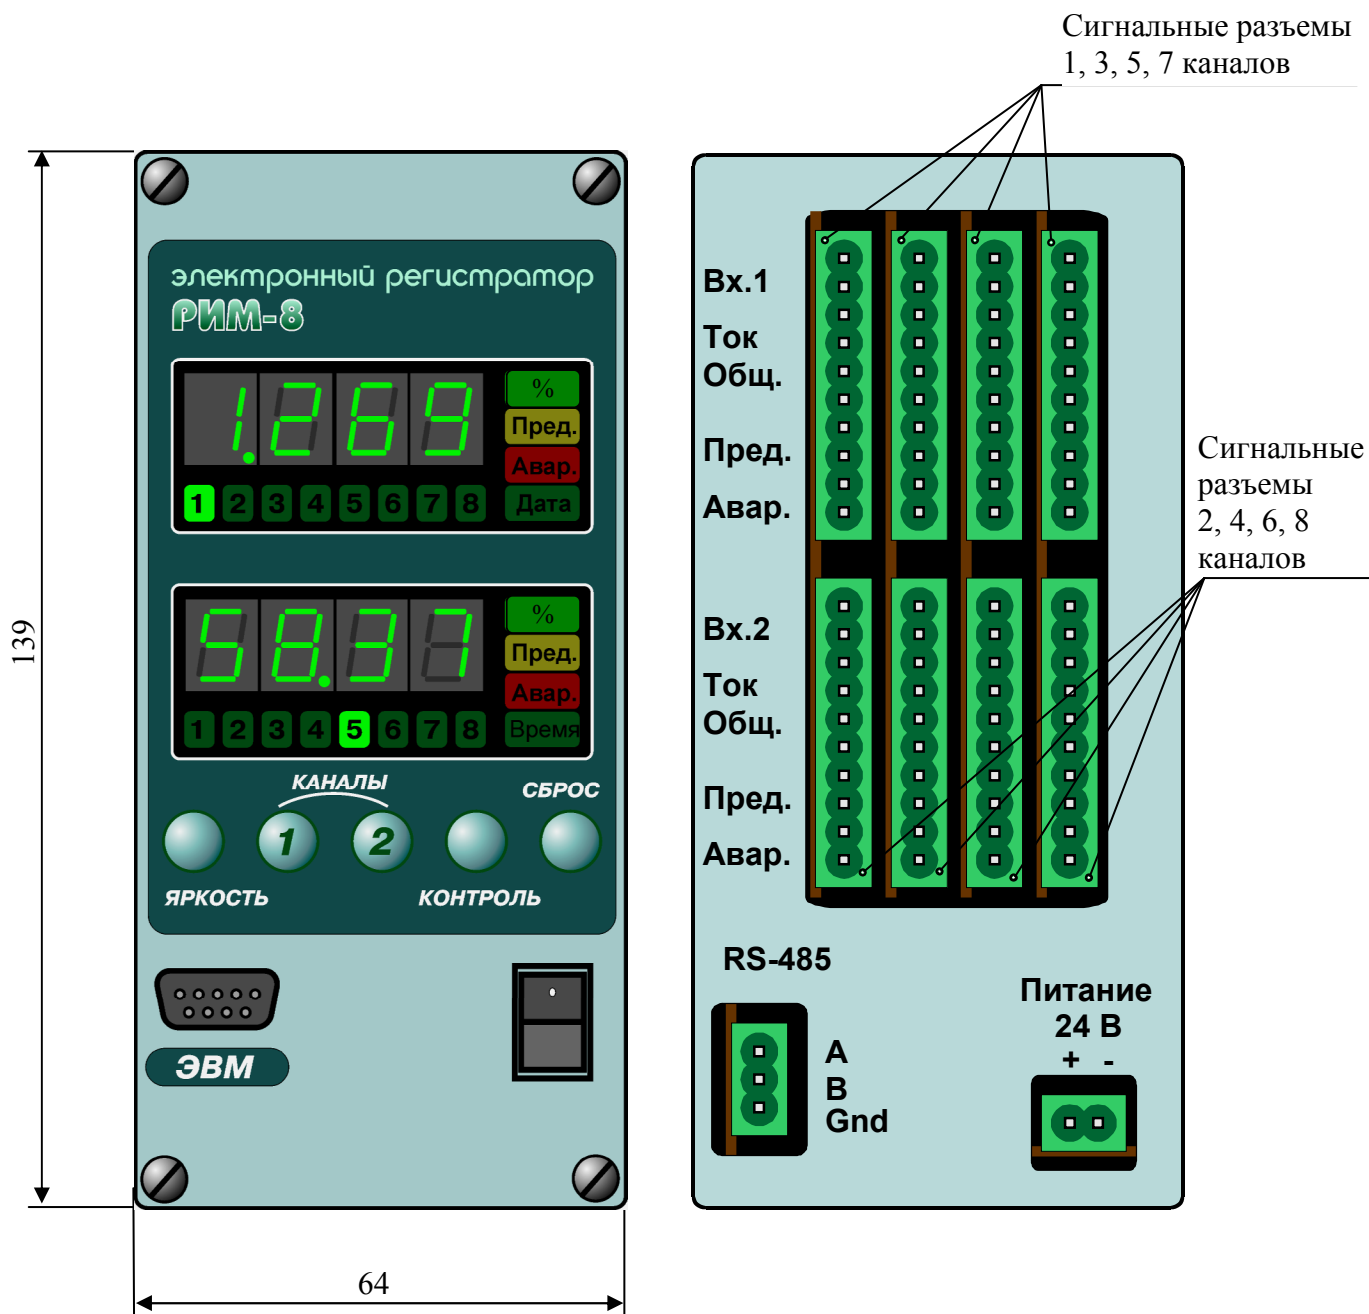 Сигнальные разъемы
1, 3, 5, 7 каналов
электронный регистратор
РИМ-8
1.269
%
Пред.
Авар.
1 2 3 4 5 6 7 8 Дата
58.37
%
Пред.
Авар.
1 2 3 4 5 6 7 8 Время
КАНАЛЫ
СБРОС
1 2
ЯРКОСТЬ
КОНТРОЛЬ
ЭВМ
139
64
Вх.1
Ток
Общ.
Пред.
Авар.
Вх.2
Ток
Общ.
Пред.
Авар.
Сигнальные
разъемы
2, 4, 6, 8
каналов
RS-485
A
B
Gnd
Питание
24 В
+ -